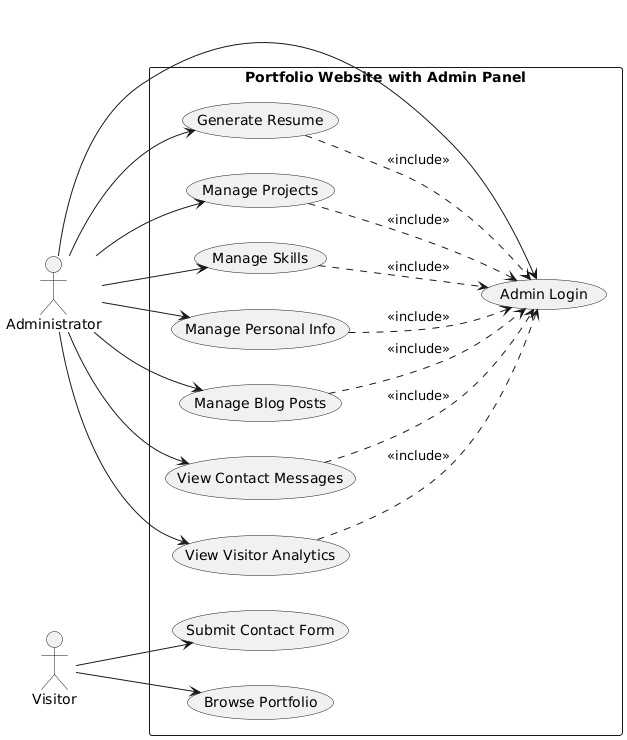 Portfolio Website with Admin Panel
Generate Resume
«include»
Manage Projects
«include»
Manage Skills
«include»
Admin Login
Administrator
Manage Personal Info
«include»
«include»
Manage Blog Posts
«include»
View Contact Messages
«include»
View Visitor Analytics
Submit Contact Form
Visitor
Browse Portfolio